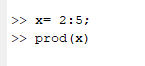 >> x= 2:5;
>> prod(x)